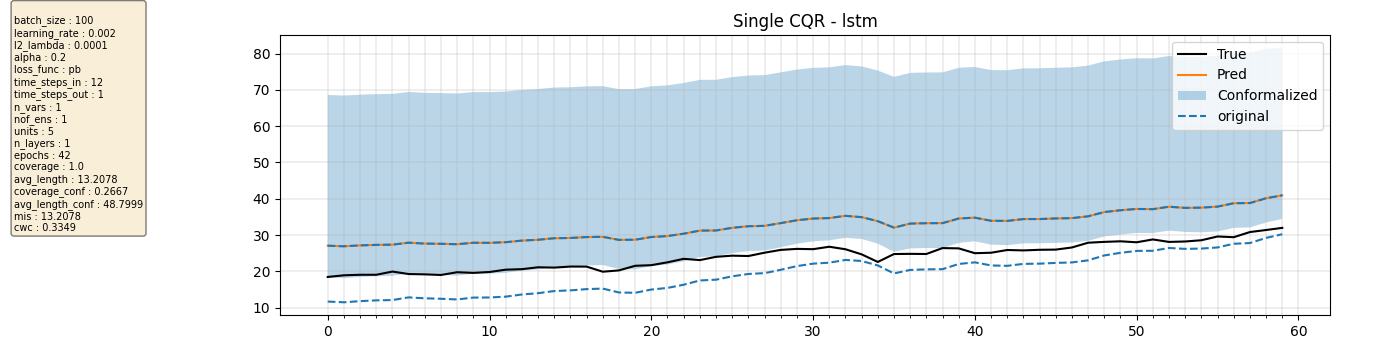 batch_size : 100
learning_rate : 0.002
l2_lambda : 0.0001
alpha : 0.2
loss_func : pb
time_steps_in : 12
time_steps_out : 1
n_vars : 1
nof_ens : 1
units : 5
n_layers : 1
epochs : 42
coverage : 1.0
avg_length : 13.2078
coverage_conf : 0.2667
avg_length_conf : 48.7999
mis : 13.2078
cwc : 0.3349
Single CQR - lstm
80
70
60
50
40
30
20
10
0 10 20 30 40 50 60
True
Pred
Conformalized
original